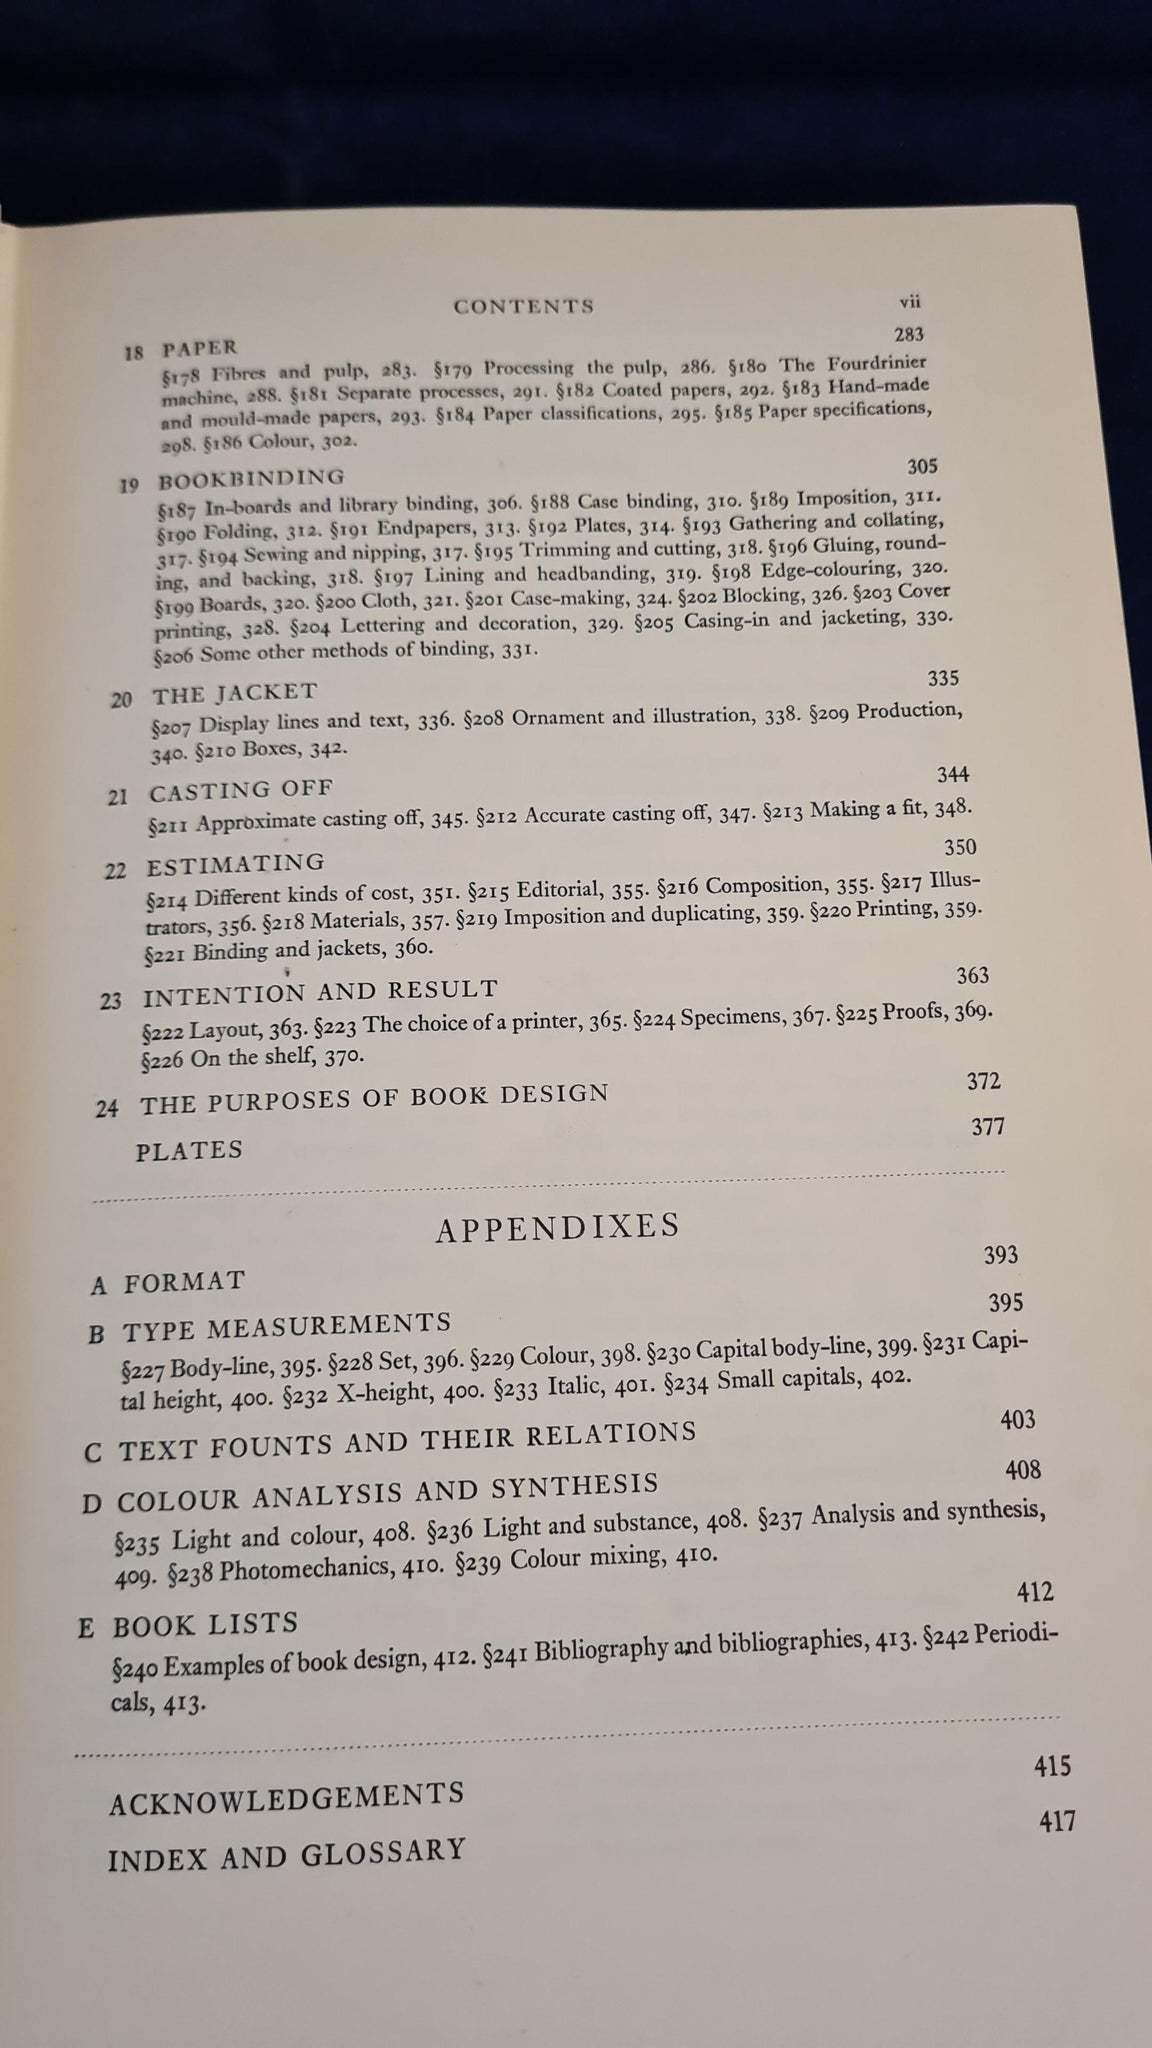 CONTENTS vii
18 PAPER 283
§178 Fibres and pulp, 283. §179 Processing the pulp, 286. §180 The Fourdrinier
machine, 288. §181 Separate processes, 291. §182 Coated papers, 292. §183 Hand-made
and mould-made papers, 293. §184 Paper classifications, 295. §185 Paper specifications,
298. §186 Colour, 302.
19 BOOKBINDING 305
§187 In-boards and library binding, 306. §188 Case binding, 310. §189 Imposition, 311.
§190 Folding, 312. §191 Endpapers, 313. §192 Plates, 314. §193 Gathering and collating,
317. §194 Sewing and nipping, 317. §195 Trimming and cutting, 318. §196 Gluing, round-
ing, and backing, 318. §197 Lining and headbanding, 319. §198 Edge-colouring, 320.
§199 Boards, 320. §200 Cloth, 321. §201 Case-making, 324. §202 Blocking, 326. §203 Cover
printing, 328. §204 Lettering and decoration, 329. §205 Casing-in and jacketing, 330.
§206 Some other methods of binding, 331.
20 THE JACKET 335
§207 Display lines and text, 336. §208 Ornament and illustration, 338. §209 Production,
340. §210 Boxes, 342.
21 CASTING OFF 344
§211 Approximate casting off, 345. §212 Accurate casting off, 347. §213 Making a fit, 348.
22 ESTIMATING 350
§214 Different kinds of cost, 351. §215 Editorial, 355. §216 Composition, 355. §217 Illus-
trators, 356. §218 Materials, 357. §219 Imposition and duplicating, 359. §220 Printing, 359.
§221 Binding and jackets, 360.
23 INTENTION AND RESULT 363
§222 Layout, 363. §223 The choice of a printer, 365. §224 Specimens, 367. §225 Proofs, 369.
§226 On the shelf, 370.
24 THE PURPOSES OF BOOK DESIGN 372
PLATES 377
APPENDIXES
A FORMAT 393
B TYPE MEASUREMENTS 395
§227 Body-line, 395. §228 Set, 396. §229 Colour, 398. §230 Capital body-line, 399. §231 Capi-
tal height, 400. §232 X-height, 400. §233 Italic, 401. §234 Small capitals, 402.
C TEXT FOUNTS AND THEIR RELATIONS 403
D COLOUR ANALYSIS AND SYNTHESIS 408
§235 Light and colour, 408. §236 Light and substance, 408. §237 Analysis and synthesis,
409. §238 Photomechanics, 410. §239 Colour mixing, 410.
E BOOK LISTS 412
§240 Examples of book design, 412. §241 Bibliography and bibliographies, 413. §242 Periodi-
cals, 413.
ACKNOWLEDGEMENTS 415
INDEX AND GLOSSARY 417